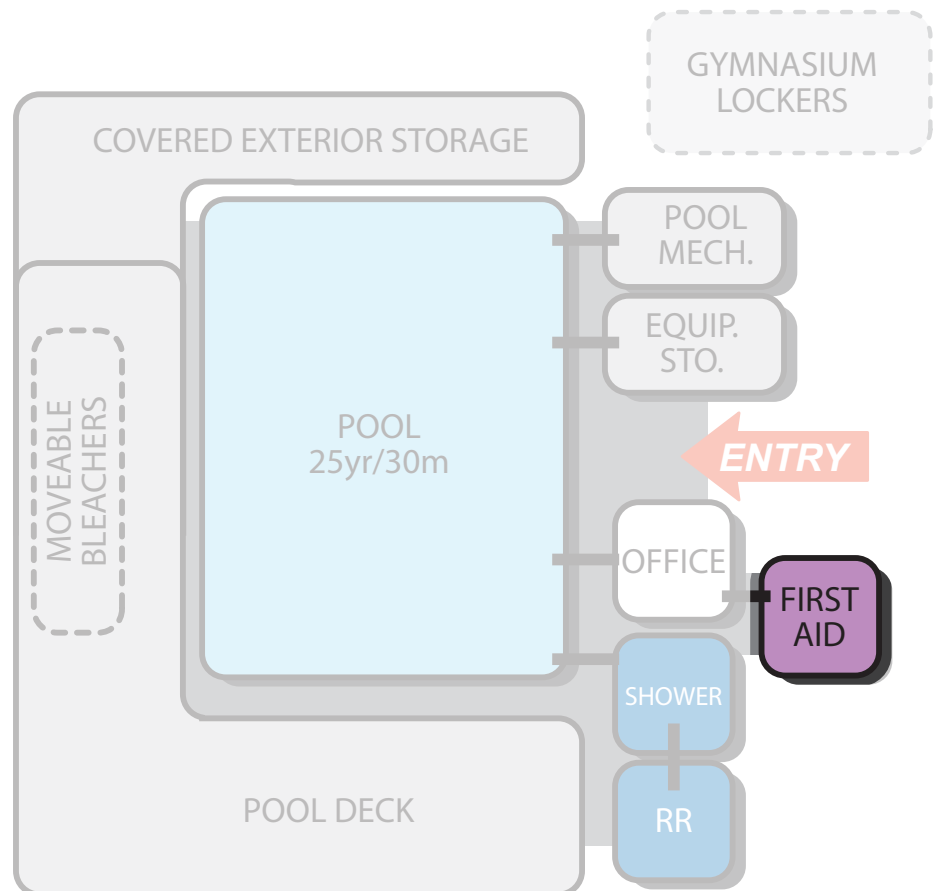 GYMNASIUM
LOCKERS
COVERED EXTERIOR STORAGE
POOL
MECH.
EQUIP.
STO.
MOVEABLE
BLEACHERS
POOL
25yr/30m
ENTRY
OFFICE
FIRST
AID
SHOWER
POOL DECK
RR